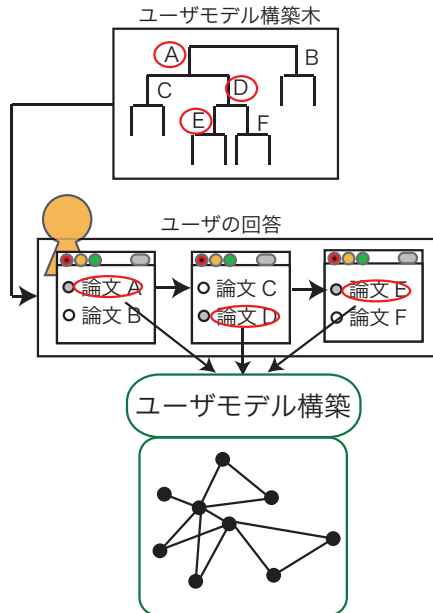 ユーザモデル構築木
A
B
C
D
E
F
ユーザの回答
論文 A
論文 B
論文 C
論文 D
論文 E
論文 F
ユーザモデル構築